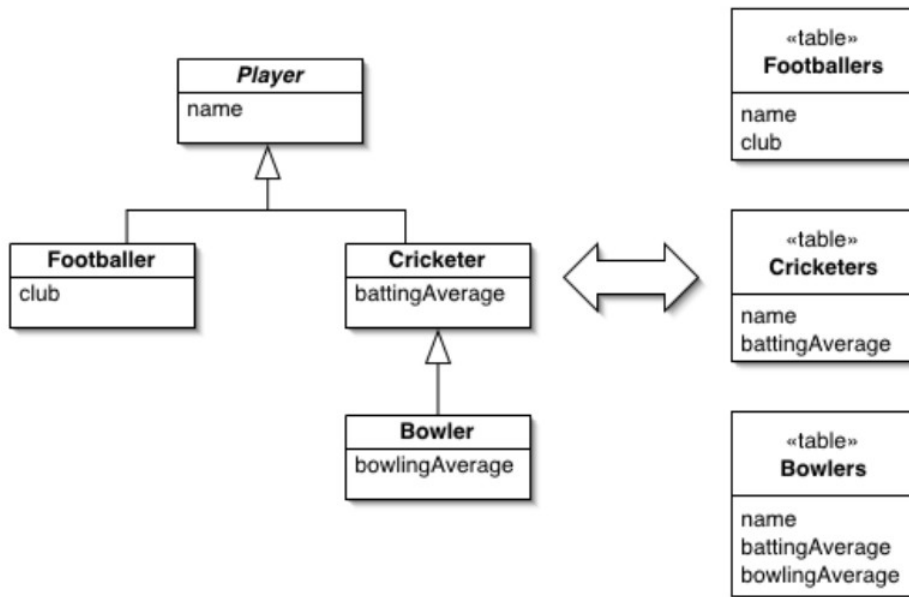 Player
name
Footballer
club
Cricketer
battingAverage
Bowler
bowlingAverage
«table»
Footballers
name
club
«table»
Cricketers
name
battingAverage
«table»
Bowlers
name
battingAverage
bowlingAverage